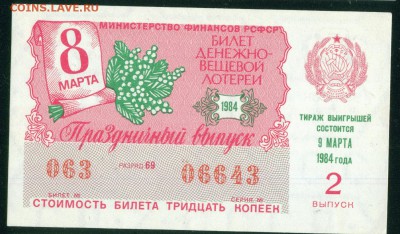 COINS.LAVE.RU
МИНИСТЕРСТВО ФИНАНСОВ РСФСР
8
МАРТА
БИЛЕТ
ДЕНЕЖНО-
ВЕЩЕВОЙ
ЛОТЕРЕИ
1984
Праздничный выпуск
063
РАЗРЯД 69
06643
БИЛЕТ №
СЕРИЯ №
СТОИМОСТЬ БИЛЕТА ТРИДЦАТЬ КОПЕЕК
ТИРАЖ ВЫИГРЫШЕЙ
СОСТОИТСЯ
9 МАРТА
1984 ГОДА
2
ВЫПУСК